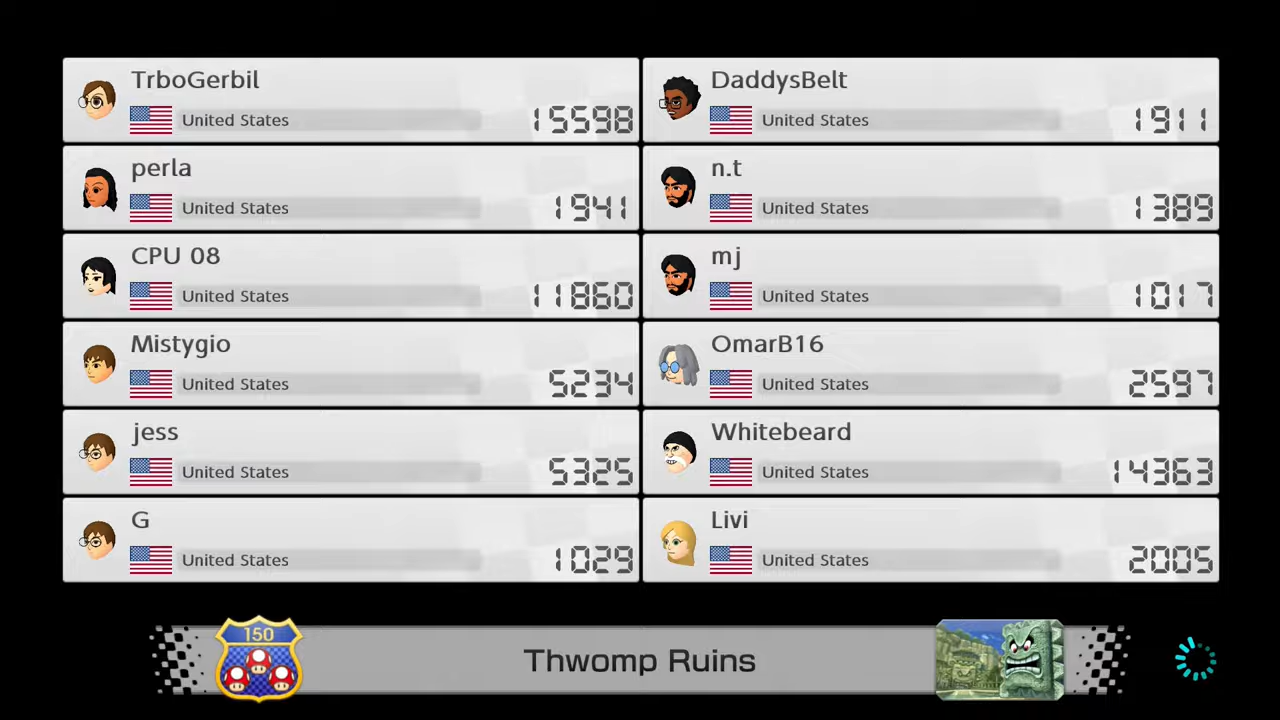 TrboGerbil
United States 15598
DaddysBelt
United States 1911
perla
United States 1941
n.t
United States 1389
CPU 08
United States 11860
mj
United States 1017
Mistygio
United States 5234
OmarB16
United States 2597
jess
United States 5325
Whitebeard
United States 14363
G
United States 1029
Livi
United States 2005
150
Thwomp Ruins